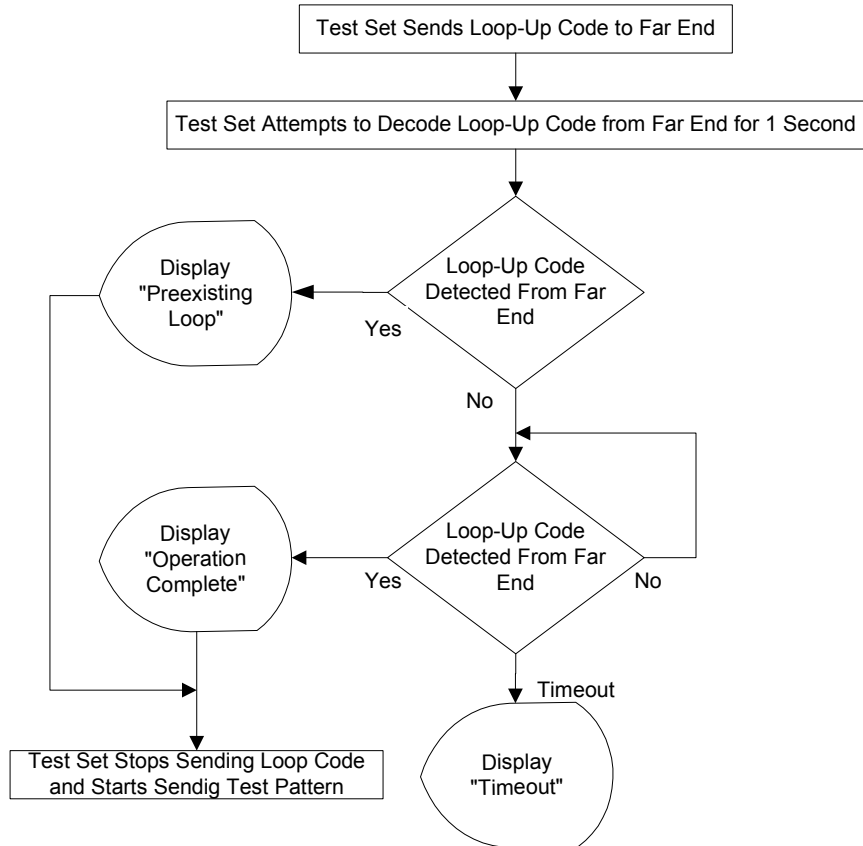 Test Set Sends Loop-Up Code to Far End
Test Set Attempts to Decode Loop-Up Code from Far End for 1 Second
Loop-Up Code
Detected From Far
End
Yes
Display
"Preexisting
Loop"
No
Loop-Up Code
Detected From Far
End
Yes
No
Display
"Operation
Complete"
Timeout
Display
"Timeout"
Test Set Stops Sending Loop Code
and Starts Sendig Test Pattern